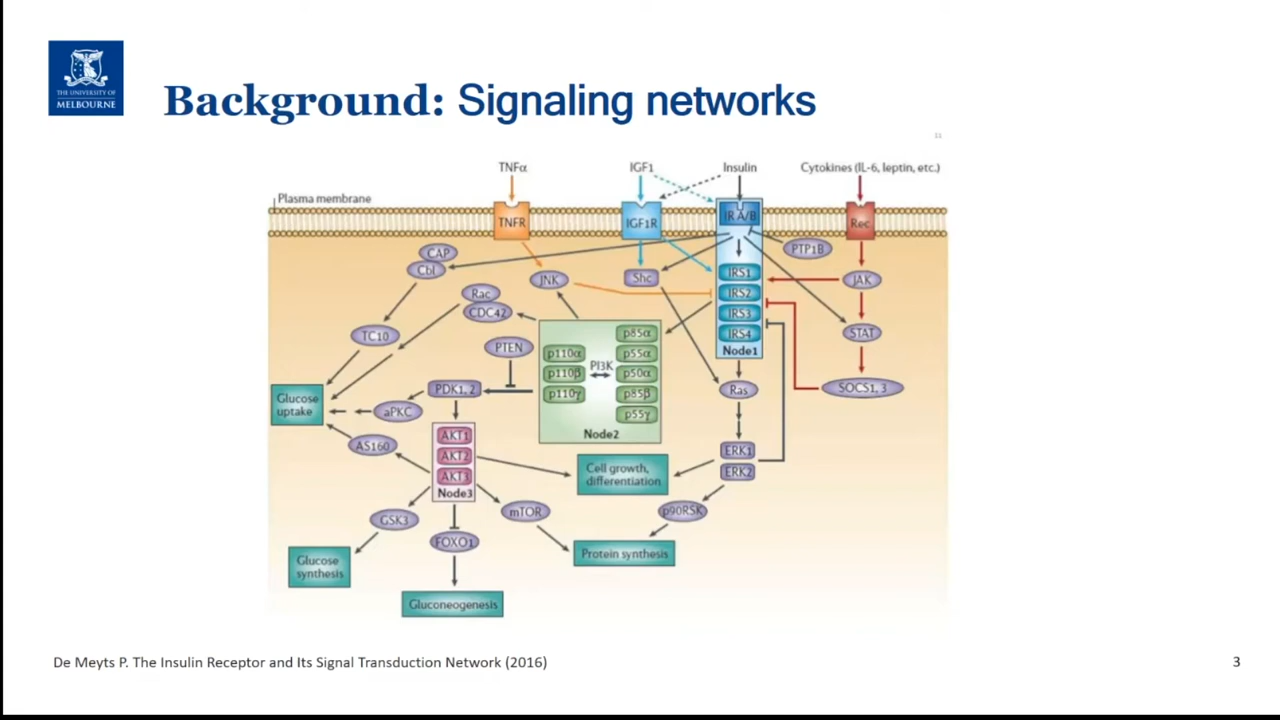 THE UNIVERSITY OF
MELBOURNE
Background: Signaling networks
11
TNFα
IGF1
Insulin
Cytokines (IL-6, leptin, etc.)
Plasma membrane
TNFR
IGF1R
IR A/B
Rec
CAP
Cbl
JNK
Shc
PTP1B
IRS1
IRS2
IRS3
IRS4
Node1
JAK
STAT
SOCS1, 3
Rac
CDC42
TC10
PTEN
p110α
p110β
p110γ
PI3K
p85α
p55α
p50α
p85β
p55γ
Node2
Ras
Glucose
uptake
aPKC
PDK1, 2
AS160
AKT1
AKT2
AKT3
Node3
Cell growth,
differentiation
ERK1
ERK2
GSK3
mTOR
p90RSK
FOXO1
Glucose
synthesis
Protein synthesis
Gluconeogenesis
De Meyts P. The Insulin Receptor and Its Signal Transduction Network (2016)
3